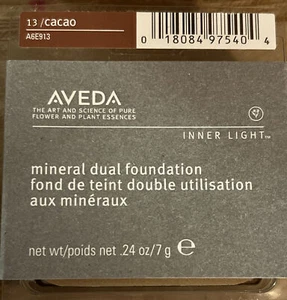 13/cacao
A6E913
0 18084 97540 4
AVEDA
THE ART AND SCIENCE OF PURE
FLOWER AND PLANT ESSENCES
INNER LIGHT™
mineral dual foundation
fond de teint double utilisation
aux minéraux
net wt/poids net .24 oz/7 g ℮